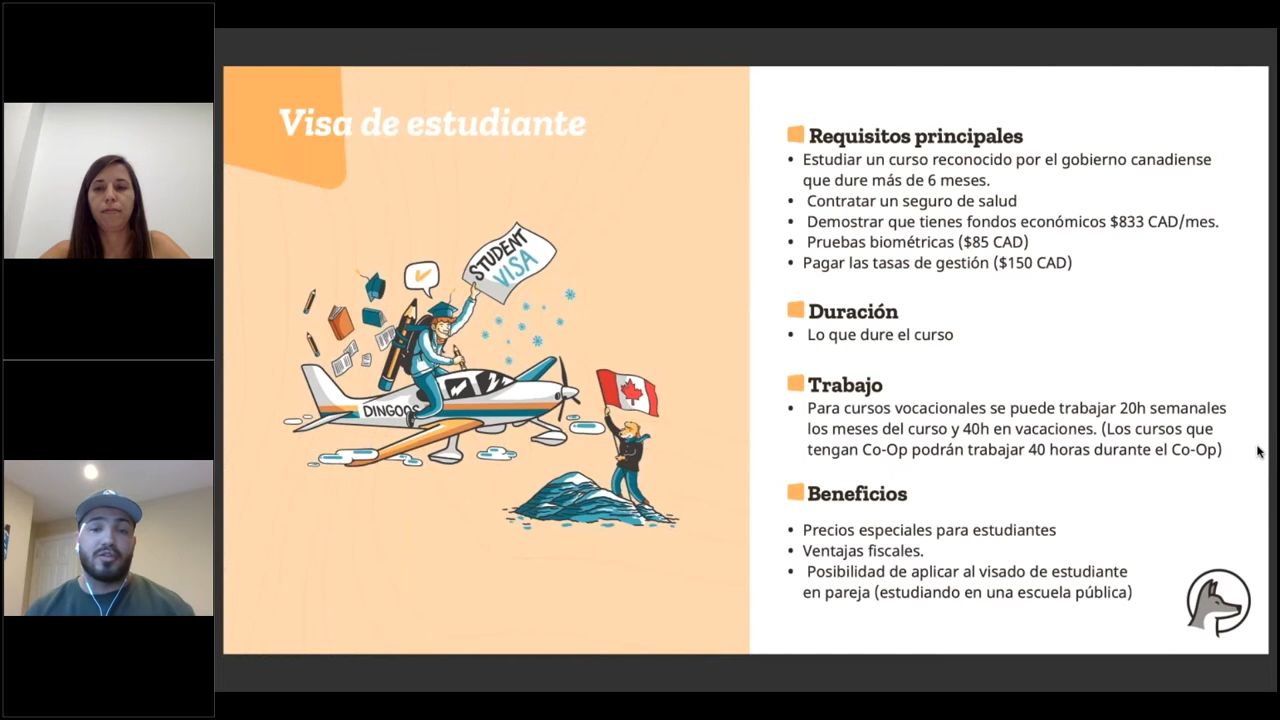 Visa de estudiante
STUDENT
VISA
DINGOOS
Requisitos principales
• Estudiar un curso reconocido por el gobierno canadiense
que dure más de 6 meses.
• Contratar un seguro de salud
• Demostrar que tienes fondos económicos $833 CAD/mes.
• Pruebas biométricas ($85 CAD)
• Pagar las tasas de gestión ($150 CAD)
Duración
• Lo que dure el curso
Trabajo
• Para cursos vocacionales se puede trabajar 20h semanales
los meses del curso y 40h en vacaciones. (Los cursos que
tengan Co-Op podrán trabajar 40 horas durante el Co-Op)
Beneficios
• Precios especiales para estudiantes
• Ventajas fiscales.
• Posibilidad de aplicar al visado de estudiante
en pareja (estudiando en una escuela pública)